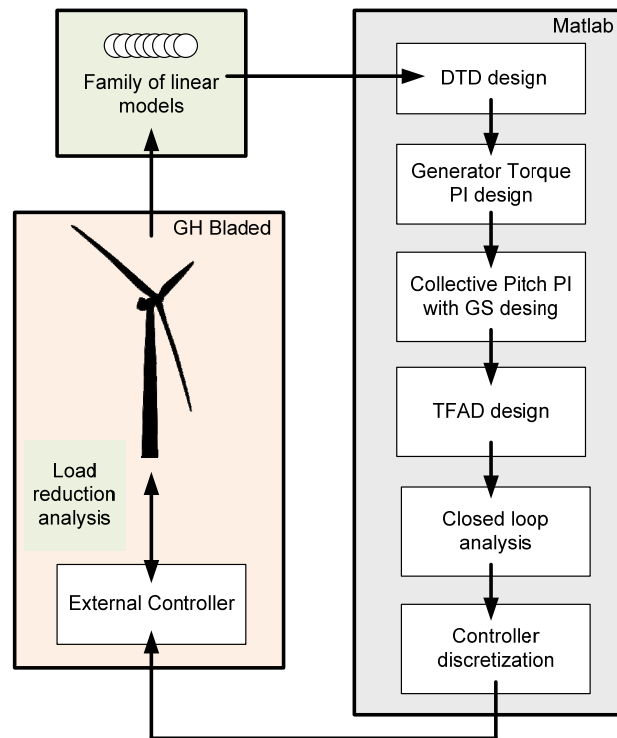 Family of linear
models
GH Bladed
Load
reduction
analysis
External Controller
Matlab
DTD design
Generator Torque
PI design
Collective Pitch PI
with GS desing
TFAD design
Closed loop
analysis
Controller
discretization